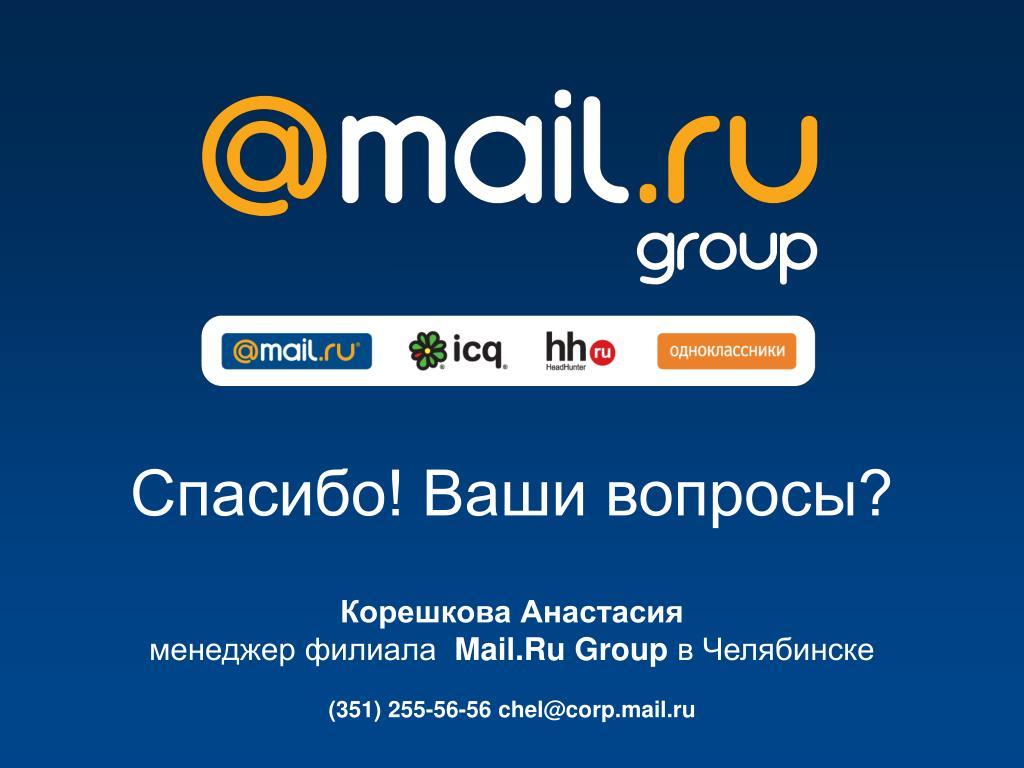 @mail.ru
group
@mail.ru® icq® hh ru HeadHunter одноклассники
Спасибо! Ваши вопросы?
Корешкова Анастасия
менеджер филиала Mail.Ru Group в Челябинске
(351) 255-56-56 chel@corp.mail.ru